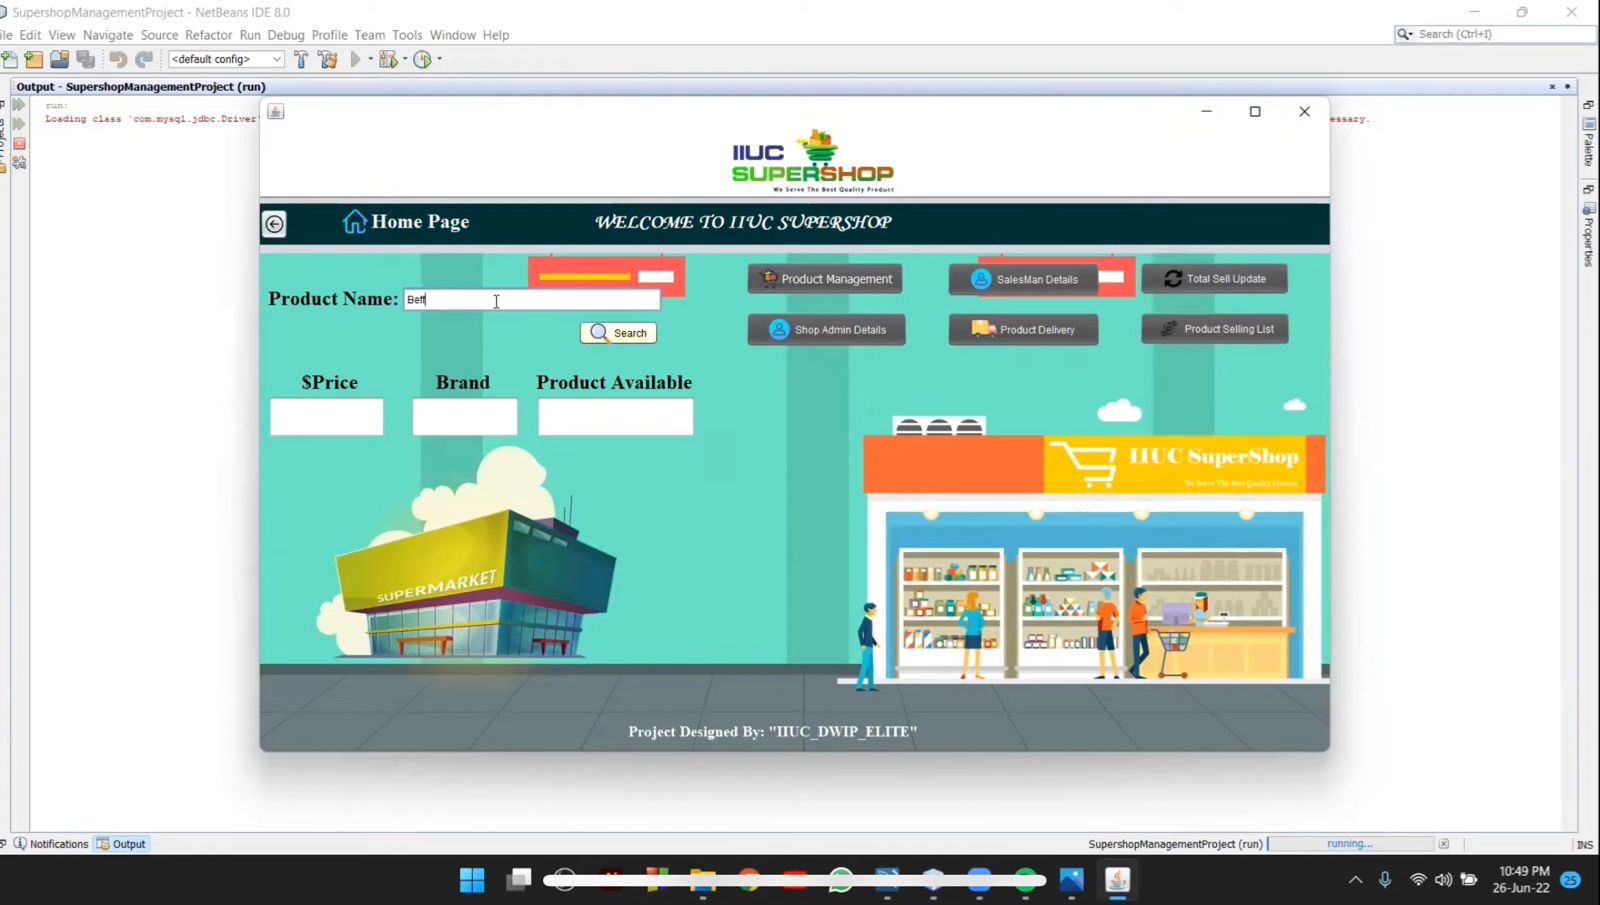 SupershopManagementProject - NetBeans IDE 8.0
ile Edit View Navigate Source Refactor Run Debug Profile Team Tools Window Help
Search (Ctrl+I)
<default config>
Output - SupershopManagementProject (run)
run:
Loading class `com.mysql.jdbc.Driver'
essary.
Projects
Palette
Properties
IIUC
SUPERSHOP
We Serve The Best Quality Product
Home Page
WELCOME TO IIUC SUPERSHOP
Product Name: Beff
Search
Product Management
SalesMan Details
Total Sell Update
Shop Admin Details
Product Delivery
Product Selling List
$Price
Brand
Product Available
SUPERMARKET
IIUC SuperShop
We Serve The Best Quality Product
Project Designed By: "IIUC_DWIP_ELITE"
Notifications
Output
SupershopManagementProject (run)
running...
INS
10:49 PM
26-Jun-22
25